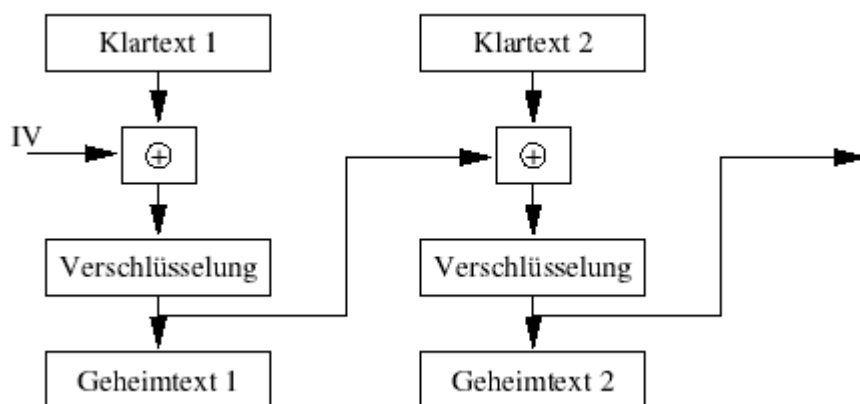 Klartext 1
Klartext 2
IV
Verschlüsselung
Verschlüsselung
Geheimtext 1
Geheimtext 2